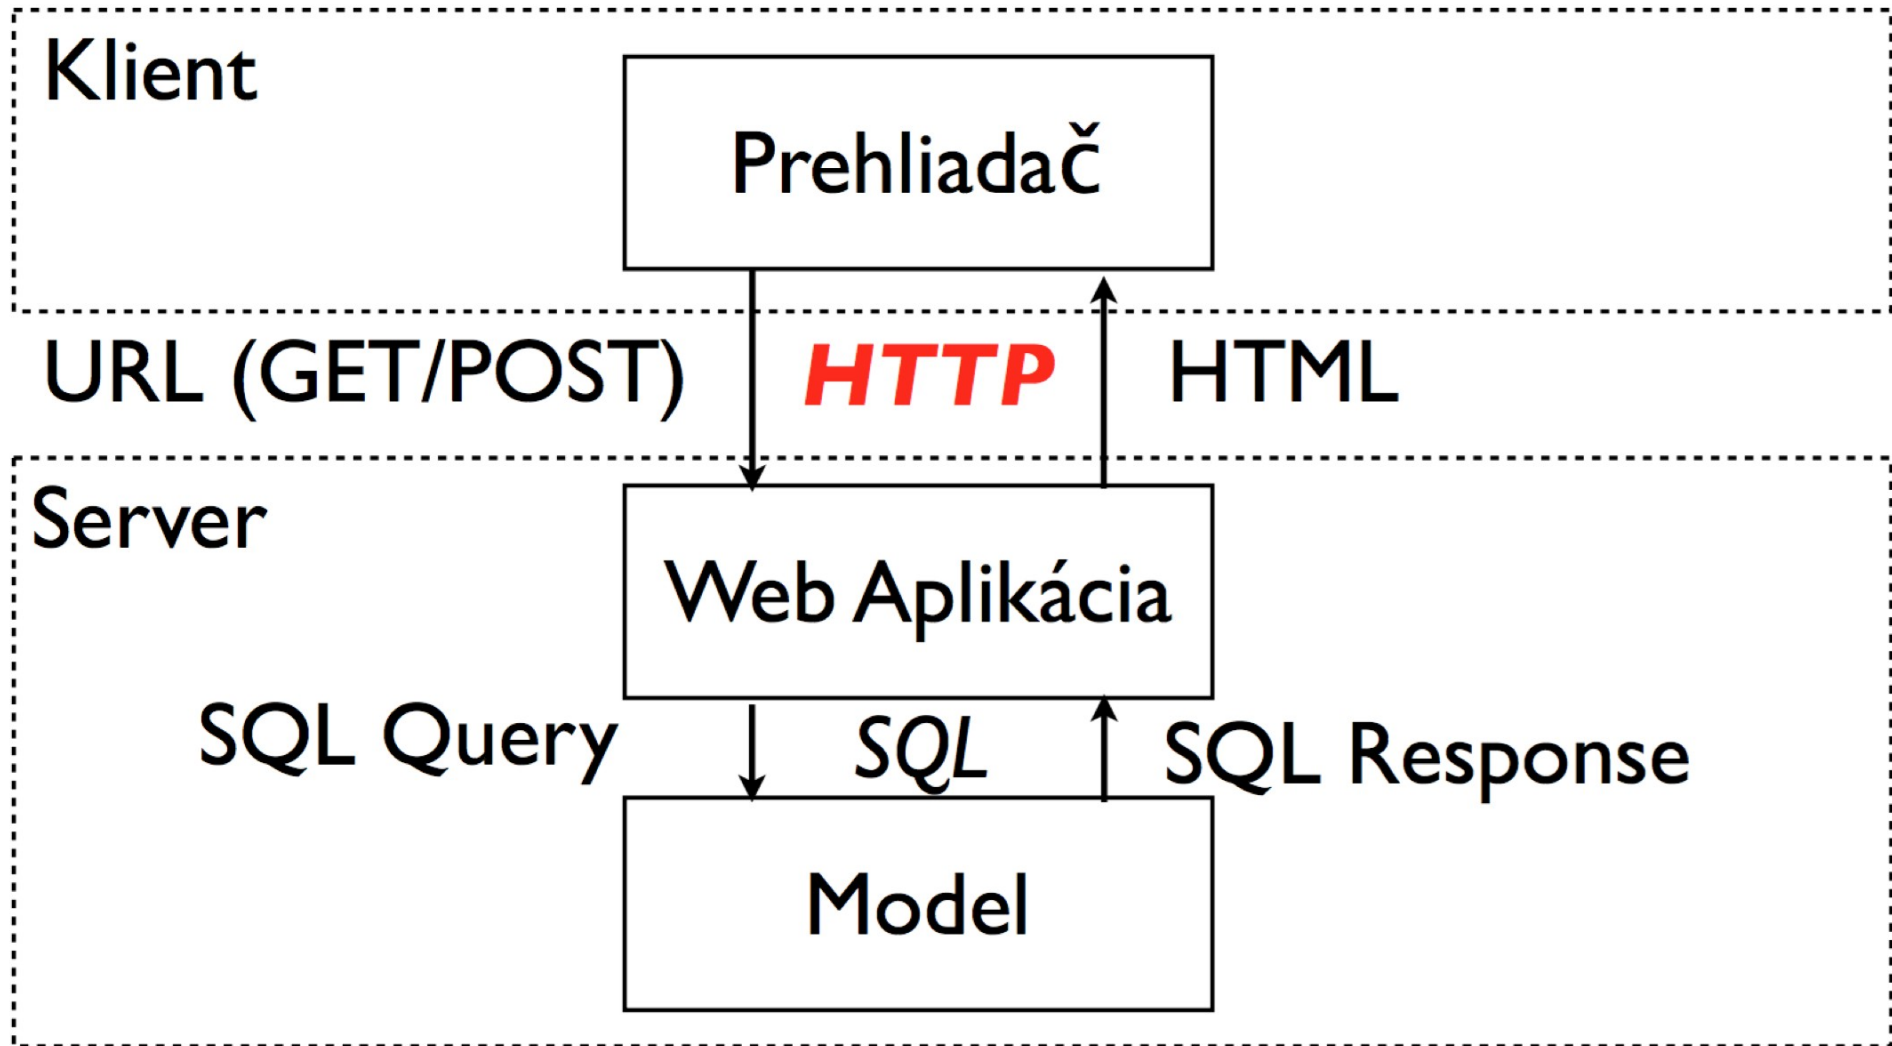 Klient
Prehliadač
URL (GET/POST)
HTTP
HTML
Server
Web Aplikácia
SQL Query
SQL
SQL Response
Model